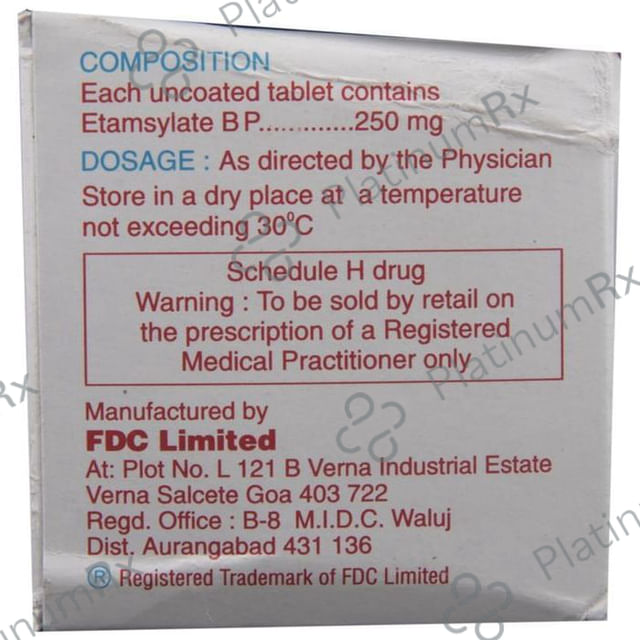 COMPOSITION
Each uncoated tablet contains
Etamsylate B P.............250 mg
DOSAGE : As directed by the Physician
Store in a dry place at a temperature
not exceeding 30°C
Schedule H drug
Warning : To be sold by retail on
the prescription of a Registered
Medical Practitioner only
Manufactured by
FDC Limited
At: Plot No. L 121 B Verna Industrial Estate
Verna Salcete Goa 403 722
Regd. Office : B-8 M.I.D.C. Waluj
Dist. Aurangabad 431 136
® Registered Trademark of FDC Limited
PlatinumRx
PlatinumRx
PlatinumRx